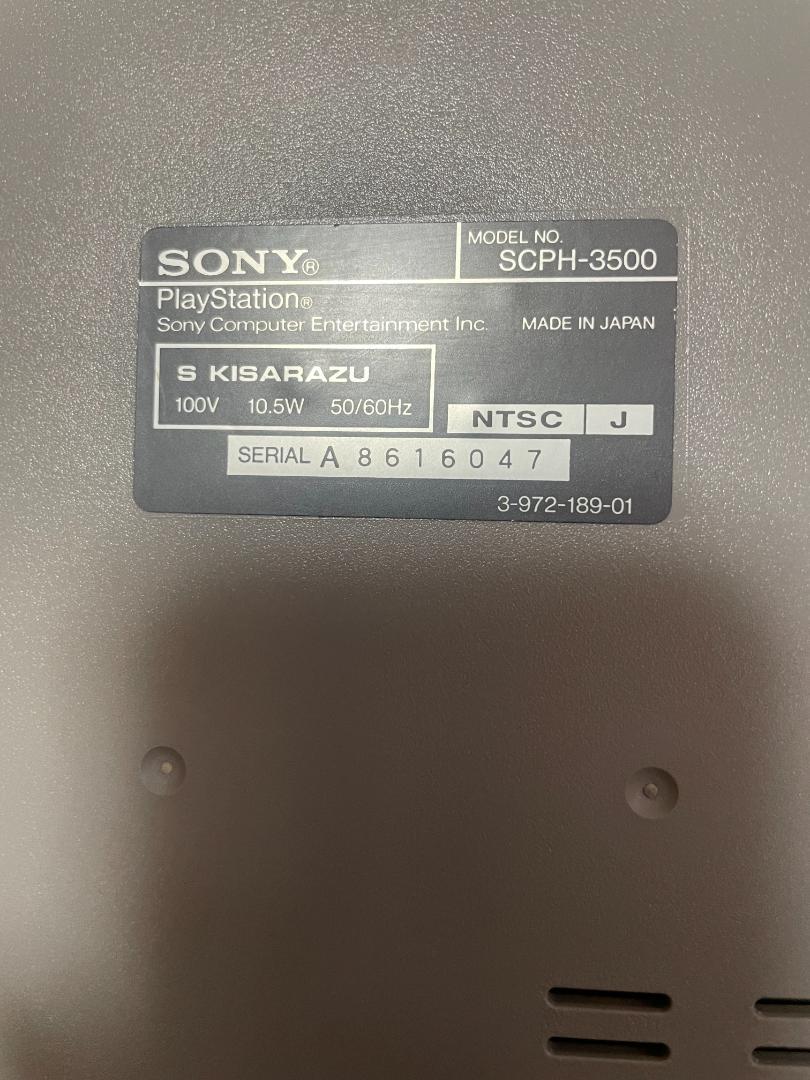 SONY®
MODEL NO.
SCPH-3500
PlayStation®
Sony Computer Entertainment Inc. MADE IN JAPAN
S KISARAZU
100V 10.5W 50/60Hz
NTSC J
SERIAL A 8616047
3-972-189-01